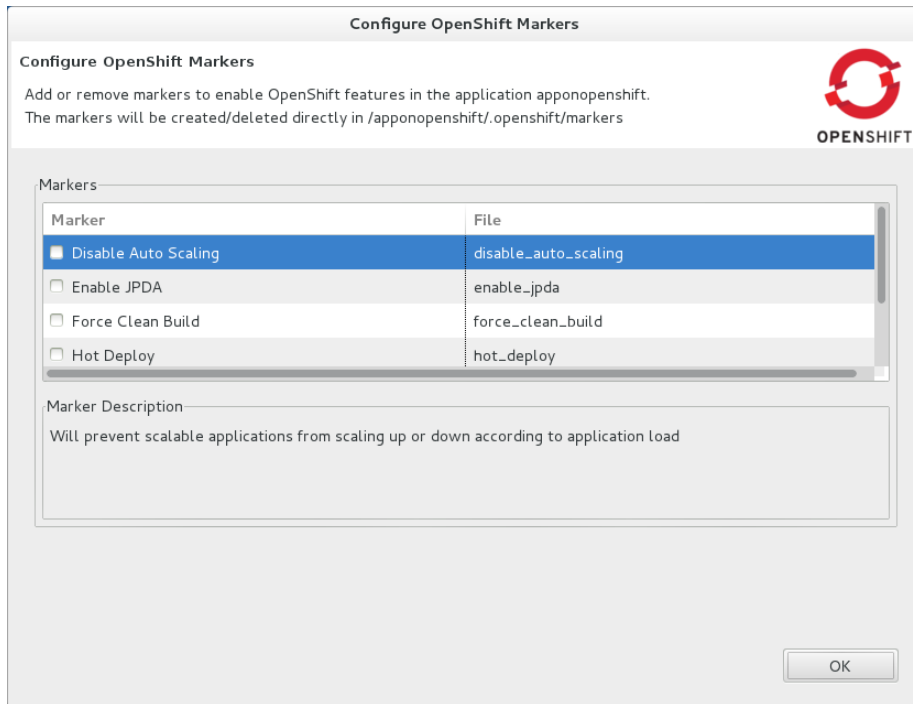 Configure OpenShift Markers
Configure OpenShift Markers
Add or remove markers to enable OpenShift features in the application apponopenshift.
The markers will be created/deleted directly in /apponopenshift/.openshift/markers
OPENSHIFT
Markers
Marker File
Disable Auto Scaling disable_auto_scaling
Enable JPDA enable_jpda
Force Clean Build force_clean_build
Hot Deploy hot_deploy
Marker Description
Will prevent scalable applications from scaling up or down according to application load
OK